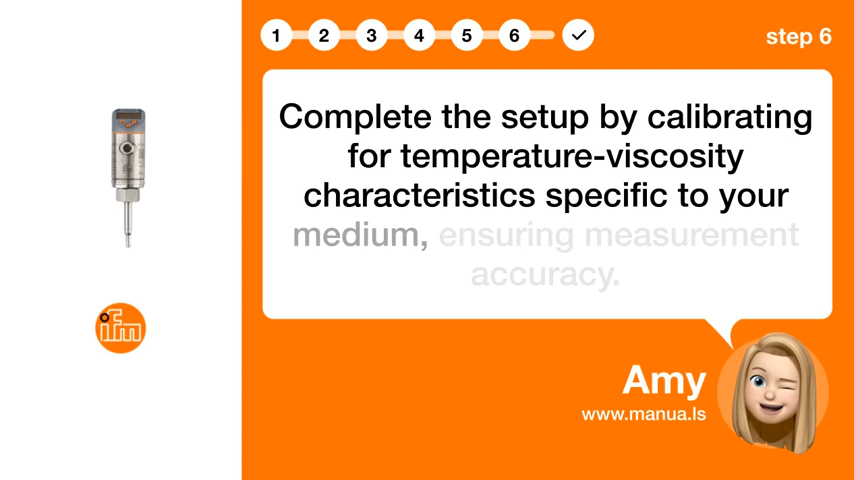 1 2 3 4 5 6
step 6
Complete the setup by calibrating
for temperature-viscosity
characteristics specific to your
medium, ensuring measurement
accuracy.
ifm
Amy
www.manua.ls